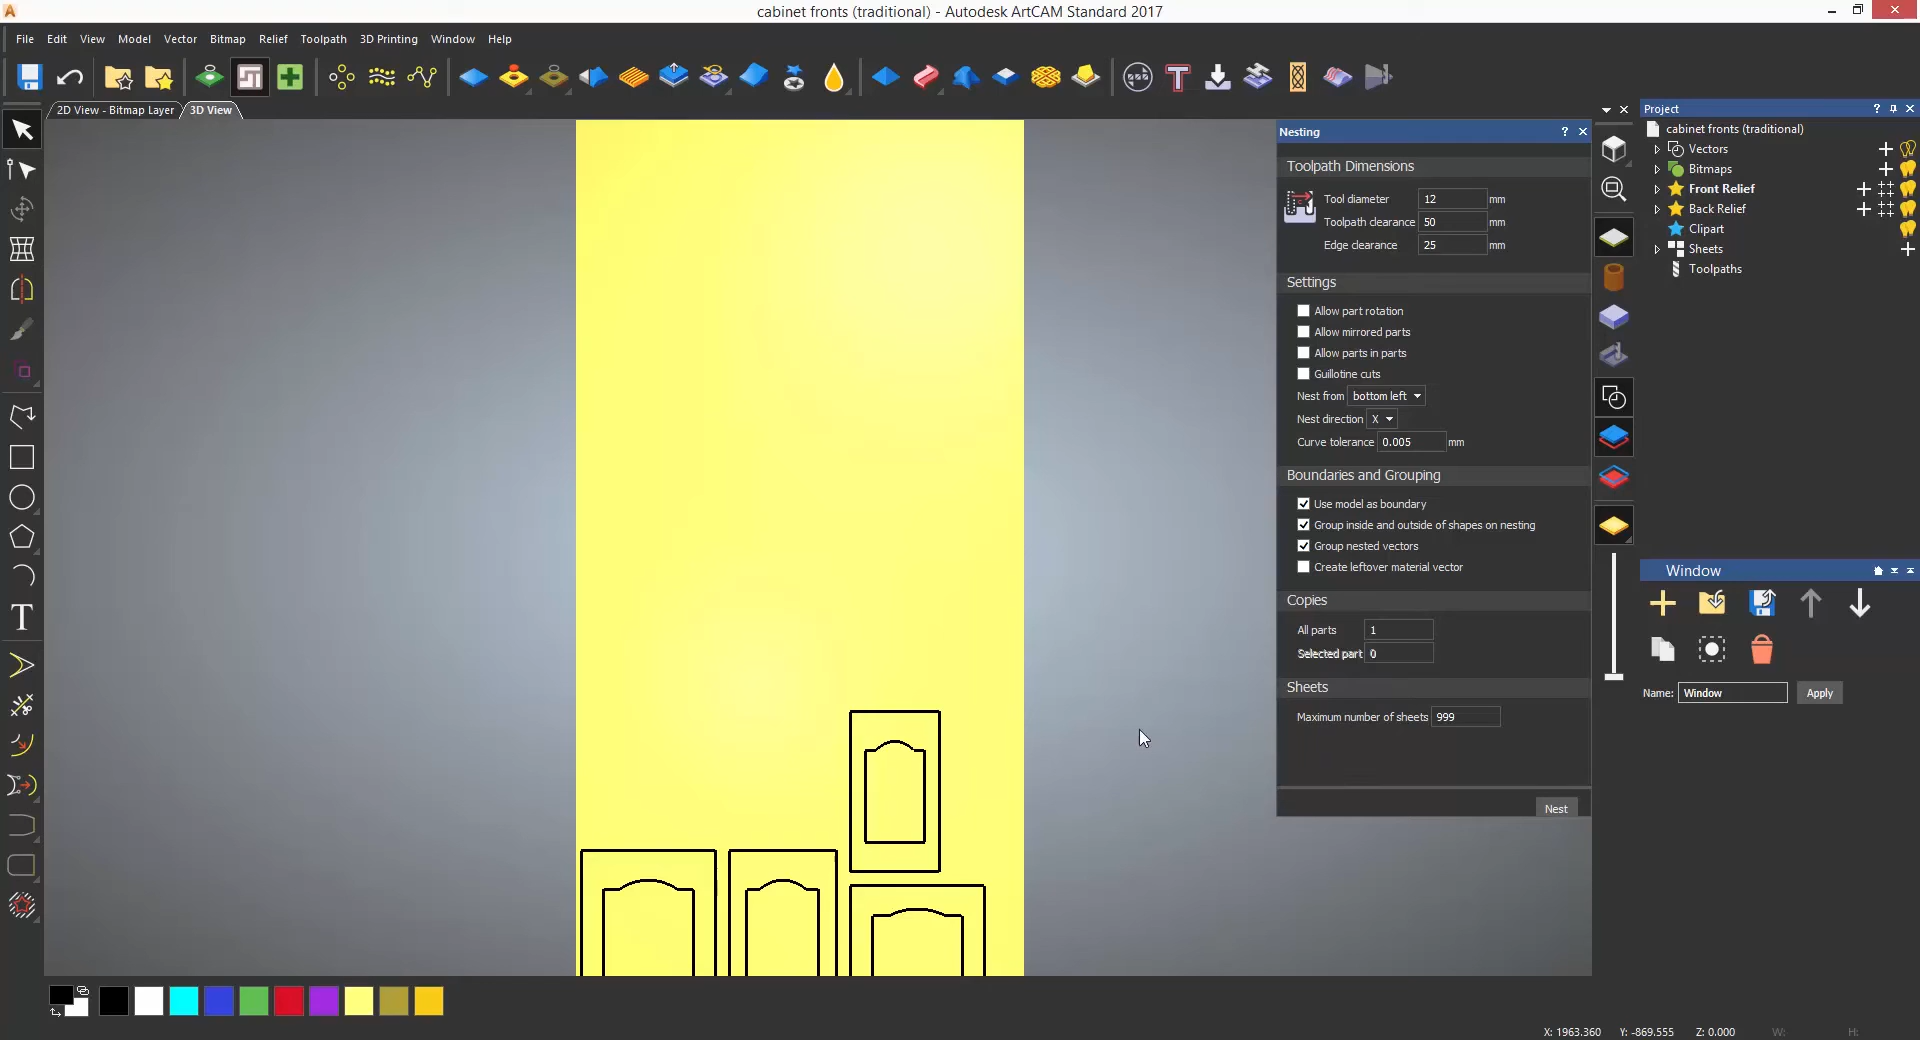 cabinet fronts (traditional) - Autodesk ArtCAM Standard 2017
File Edit View Model Vector Bitmap Relief Toolpath 3D Printing Window Help
2D View - Bitmap Layer 3D View
Nesting ?
Toolpath Dimensions
Tool diameter 12 mm
Toolpath clearance 50 mm
Edge clearance 25 mm
Settings
Allow part rotation
Allow mirrored parts
Allow parts in parts
Guillotine cuts
Nest from bottom left
Nest direction X
Curve tolerance 0.005 mm
Boundaries and Grouping
Use model as boundary
Group inside and outside of shapes on nesting
Group nested vectors
Create leftover material vector
Copies
All parts 1
Selected part 0
Sheets
Maximum number of sheets 999
Nest
Project ?
cabinet fronts (traditional)
Vectors
Bitmaps
Front Relief
Back Relief
Clipart
Sheets
Toolpaths
Window
Name: Window Apply
X: 1963.360 Y: -869.555 Z: 0.000 W: H: